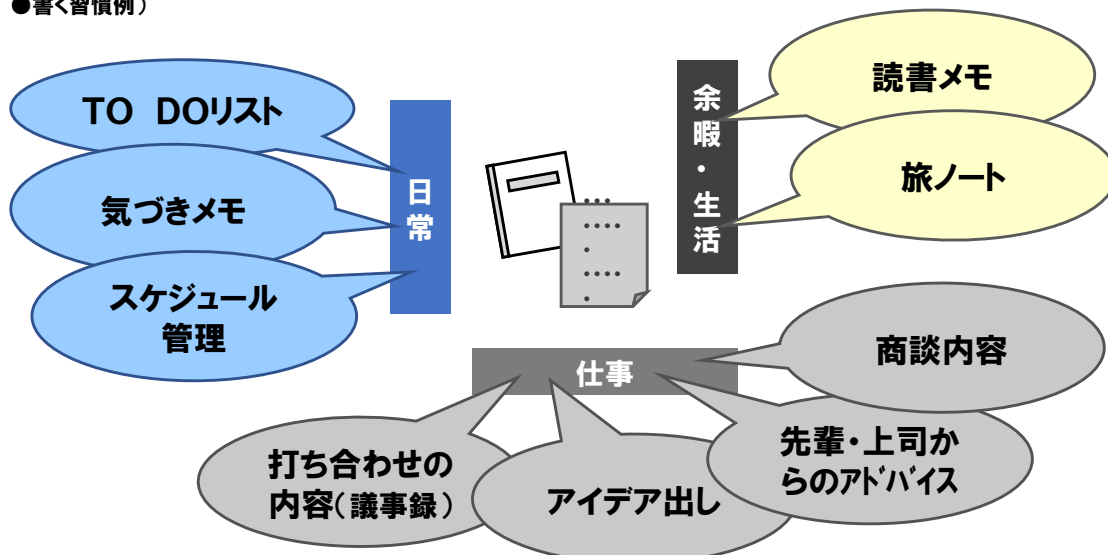 ●書く習慣例）
TO DOリスト
気づきメモ
スケジュール
管理
日常
余暇・生活
読書メモ
旅ノート
仕事
商談内容
先輩・上司か
らのアドバイス
アイデア出し
打ち合わせの
内容（議事録）